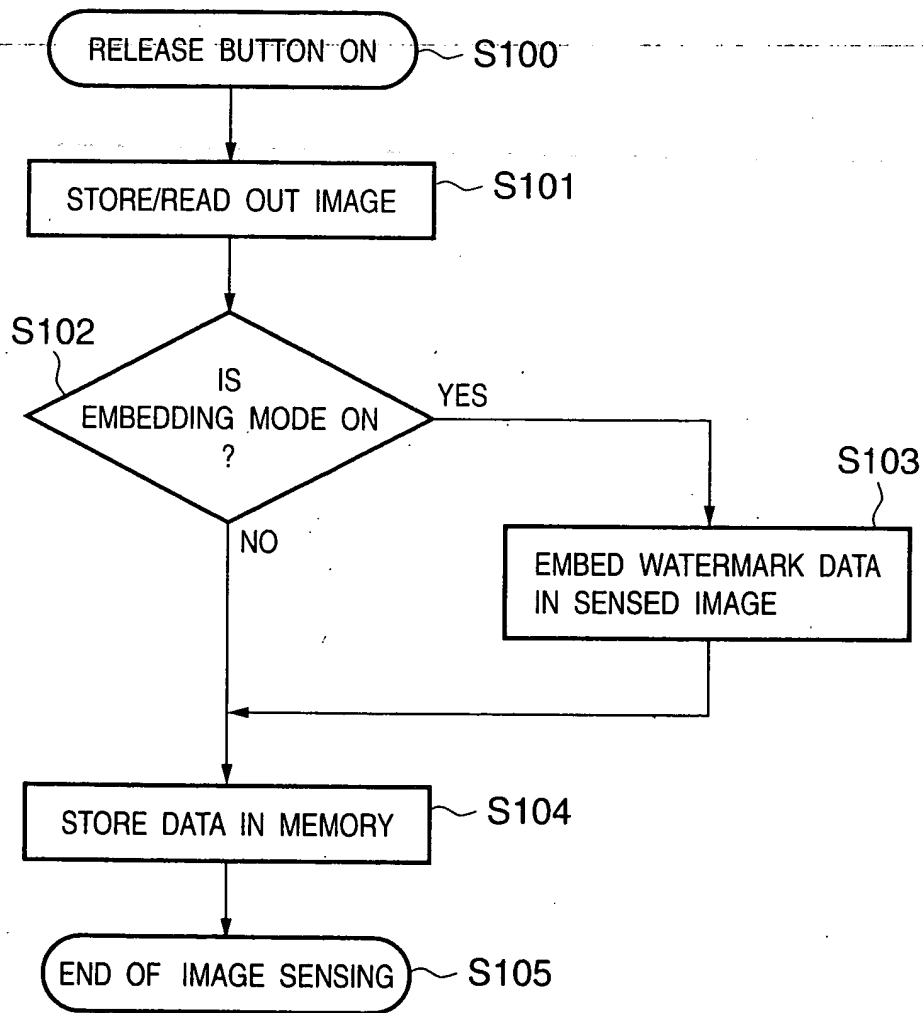 RELEASE BUTTON ON
S100
STORE/READ OUT IMAGE
S101
S102
IS
EMBEDDING MODE ON
?
YES
NO
S103
EMBED WATERMARK DATA
IN SENSED IMAGE
STORE DATA IN MEMORY
S104
END OF IMAGE SENSING
S105